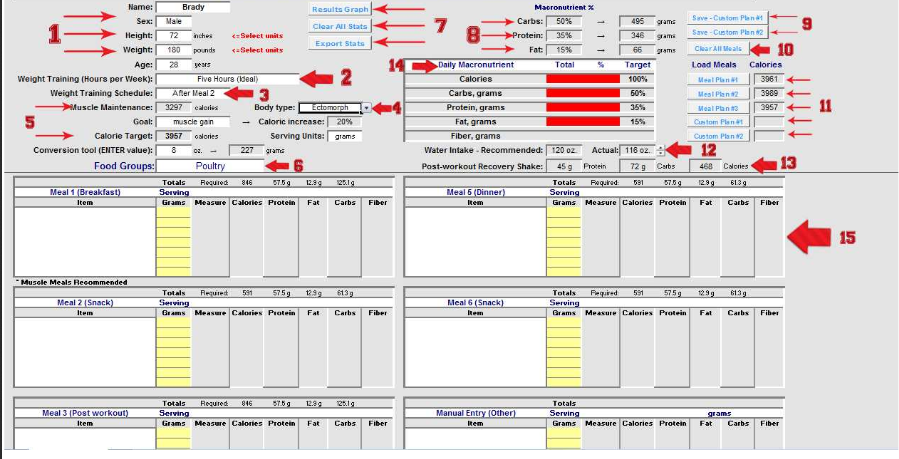 Name: Brady
Results Graph
Macronutrient %
Sex: Male
7
Carbs: 50% → 495 grams
Save - Custom Plan #1
9
1
Height: 72 inches <=Select units
Clear All Stats
8
Protein: 35% → 346 grams
Save - Custom Plan #2
Weight: 180 pounds <=Select units
Export Stats
Fat: 15% → 66 grams
Clear All Meals
10
Age: 28 years
14
Daily Macronutrient Total % Target
Load Meals Calories
Weight Training (Hours per Week): Five Hours (Ideal)
2
Calories 100%
Meal Plan #1 3961
Weight Training Schedule: After Meal 2
3
Carbs, grams 50%
Meal Plan #2 3989
Muscle Maintenance: 3297 calories
Body type: Ectomorph
4
Protein, grams 35%
Meal Plan #3 3957
11
5
Goal: muscle gain → Calorie increase: 20%
Fat, grams 15%
Custom Plan #1
Calorie Target: 3957 calories
Serving Units: grams
Fiber, grams
Custom Plan #2
Conversion tool (ENTER value): 8 oz. → 227 grams
Water Intake - Recommended: 120 oz. Actual: 116 oz.
12
Food Groups: Poultry
6
Post-workout Recovery Shake: 45 g Protein 72 g Carbs 468 Calories
13
Totals Required: 846 57.5 g 12.9 g 125.1 g
Meal 1 (Breakfast) Serving
Item Grams Measure Calories Protein Fat Carbs Fiber
Totals Required: 591 57.5 g 12.9 g 61.3 g
Meal 5 (Dinner) Serving
Item Grams Measure Calories Protein Fat Carbs Fiber
15
* Muscle Meals Recommended
Totals Required: 591 57.5 g 12.9 g 61.3 g
Meal 2 (Snack) Serving
Item Grams Measure Calories Protein Fat Carbs Fiber
Totals Required: 591 57.5 g 12.9 g 61.3 g
Meal 6 (Snack) Serving
Item Grams Measure Calories Protein Fat Carbs Fiber
Totals Required: 846 57.5 g 12.9 g 125.1 g
Meal 3 (Post workout) Serving
Item Grams Measure Calories Protein Fat Carbs Fiber
Totals
Manual Entry (Other) Serving grams
Item Grams Measure Calories Protein Fat Carbs Fiber